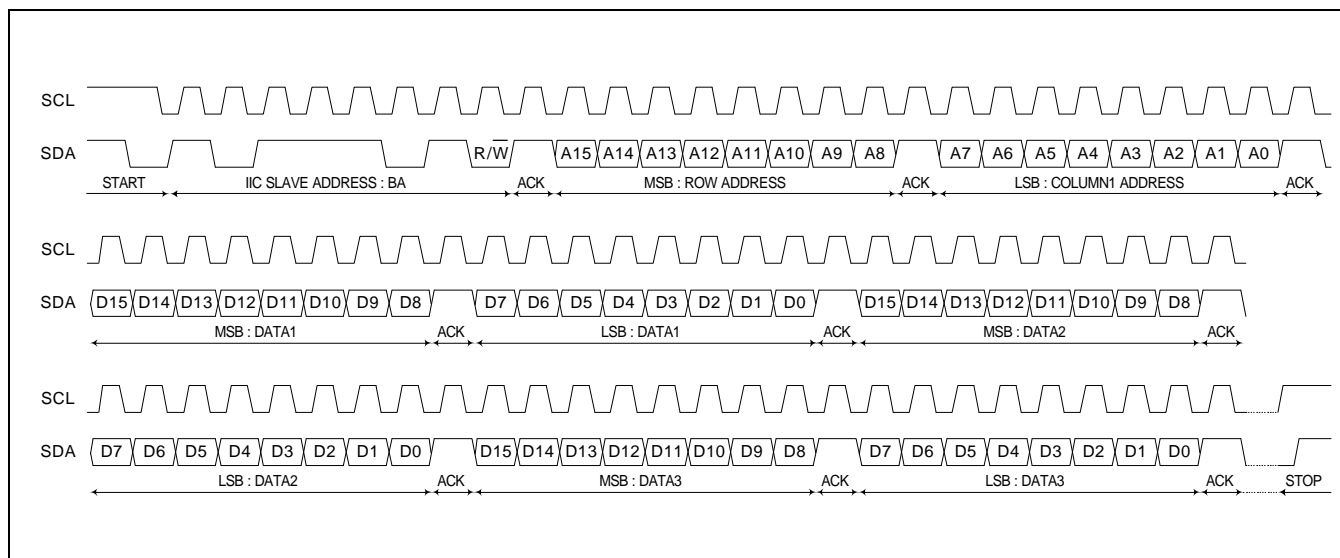 SCL
SDA R/W A15 A14 A13 A12 A11 A10 A9 A8 A7 A6 A5 A4 A3 A2 A1 A0
START IIC SLAVE ADDRESS : BA ACK MSB : ROW ADDRESS ACK LSB : COLUMN1 ADDRESS ACK
SCL
SDA D15 D14 D13 D12 D11 D10 D9 D8 D7 D6 D5 D4 D3 D2 D1 D0 D15 D14 D13 D12 D11 D10 D9 D8
MSB : DATA1 ACK LSB : DATA1 ACK MSB : DATA2 ACK
SCL
SDA D7 D6 D5 D4 D3 D2 D1 D0 D15 D14 D13 D12 D11 D10 D9 D8 D7 D6 D5 D4 D3 D2 D1 D0
LSB : DATA2 ACK MSB : DATA3 ACK LSB : DATA3 ACK STOP